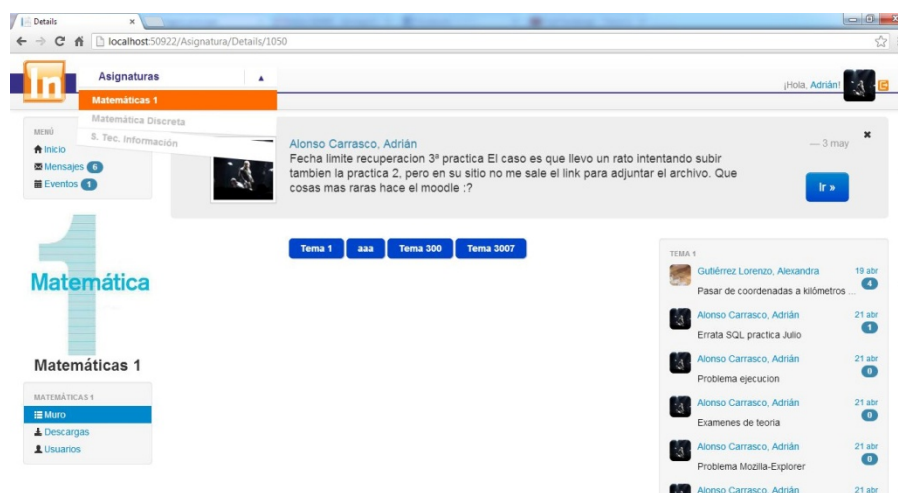 Details
localhost:50922/Asignatura/Details/1050
In
Asignaturas
¡Hola, Adrián!
Matemáticas 1
Matemática Discreta
S. Tec. Información
MENÚ
Inicio
Mensajes 6
Eventos 1
Alonso Carrasco, Adrián
— 3 may
Fecha limite recuperacion 3ª practica El caso es que llevo un rato intentando subir
tambien la practica 2, pero en su sitio no me sale el link para adjuntar el archivo. Que
cosas mas raras hace el moodle :?
Ir »
1
Matemática
Matemáticas 1
MATEMÁTICAS 1
Muro
Descargas
Usuarios
Tema 1 aaa Tema 300 Tema 3007
TEMA 1
Gutiérrez Lorenzo, Alexandra 19 abr
4
Pasar de coordenadas a kilómetros ...
Alonso Carrasco, Adrián 21 abr
1
Errata SQL practica Julio
Alonso Carrasco, Adrián 21 abr
0
Problema ejecucion
Alonso Carrasco, Adrián 21 abr
0
Examenes de teoria
Alonso Carrasco, Adrián 21 abr
0
Problema Mozilla-Explorer
Alonso Carrasco, Adrián 21 abr